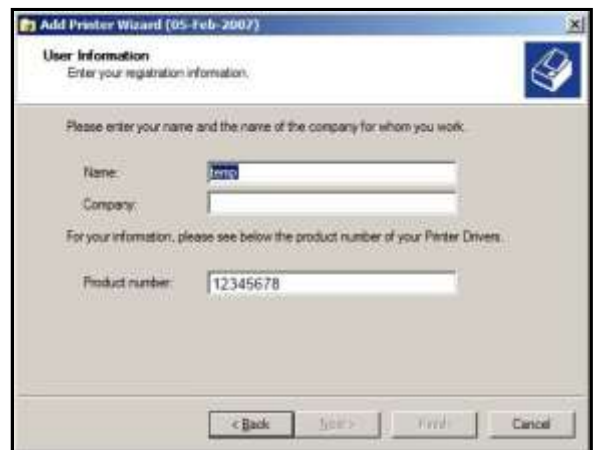 Add Printer Wizard (05-Feb-2007)
User Information
Enter your registration information.
Please enter your name and the name of the company for whom you work.
Name: temp
Company:
For your information, please see below the product number of your Printer Drivers.
Product number: 12345678
< Back Next > Finish Cancel